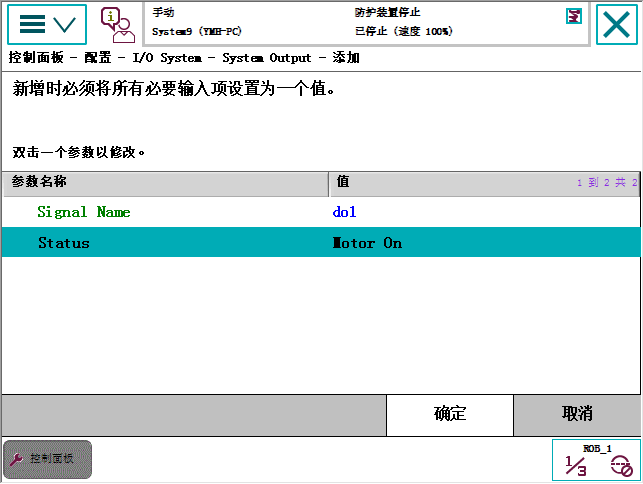 手动
System9 (YMH-PC)
防护装置停止
已停止 (速度 100%)
控制面板 - 配置 - I/O System - System Output - 添加
新增时必须将所有必要输入项设置为一个值。
双击一个参数以修改。
参数名称 值 1 到 2 共 2
Signal Name do1
Status Motor On
确定 取消
控制面板
ROB_1
1/3